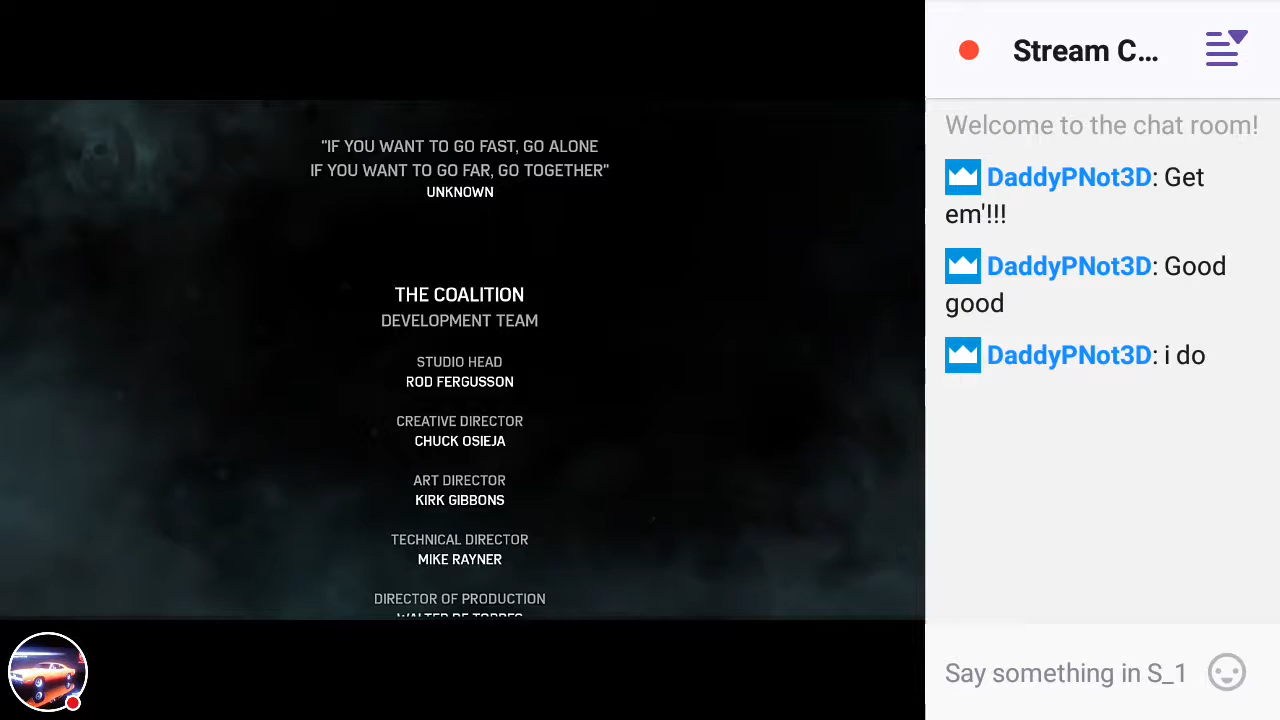 "IF YOU WANT TO GO FAST, GO ALONE
IF YOU WANT TO GO FAR, GO TOGETHER"
UNKNOWN
THE COALITION
DEVELOPMENT TEAM
STUDIO HEAD
ROD FERGUSSON
CREATIVE DIRECTOR
CHUCK OSIEJA
ART DIRECTOR
KIRK GIBBONS
TECHNICAL DIRECTOR
MIKE RAYNER
DIRECTOR OF PRODUCTION
Stream C...
Welcome to the chat room!
DaddyPNot3D: Get
em'!!!
DaddyPNot3D: Good
good
DaddyPNot3D: i do
Say something in S_1